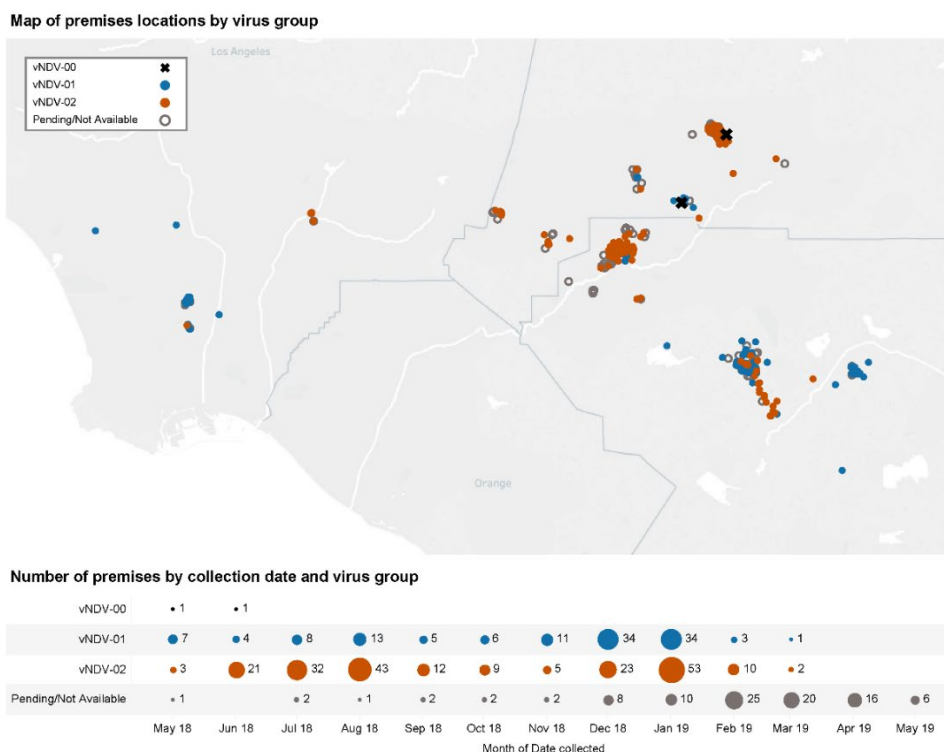 Map of premises locations by virus group
Los Angeles
vNDV-00
vNDV-01
vNDV-02
Pending/Not Available
Orange
Number of premises by collection date and virus group
vNDV-00 1 1
vNDV-01 7 4 8 13 5 6 11 34 34 3 1
vNDV-02 3 21 32 43 12 9 5 23 53 10 2
Pending/Not Available 1 2 1 2 2 2 8 10 25 20 16 6
May 18 Jun 18 Jul 18 Aug 18 Sep 18 Oct 18 Nov 18 Dec 18 Jan 19 Feb 19 Mar 19 Apr 19 May 19
Month of Date collected